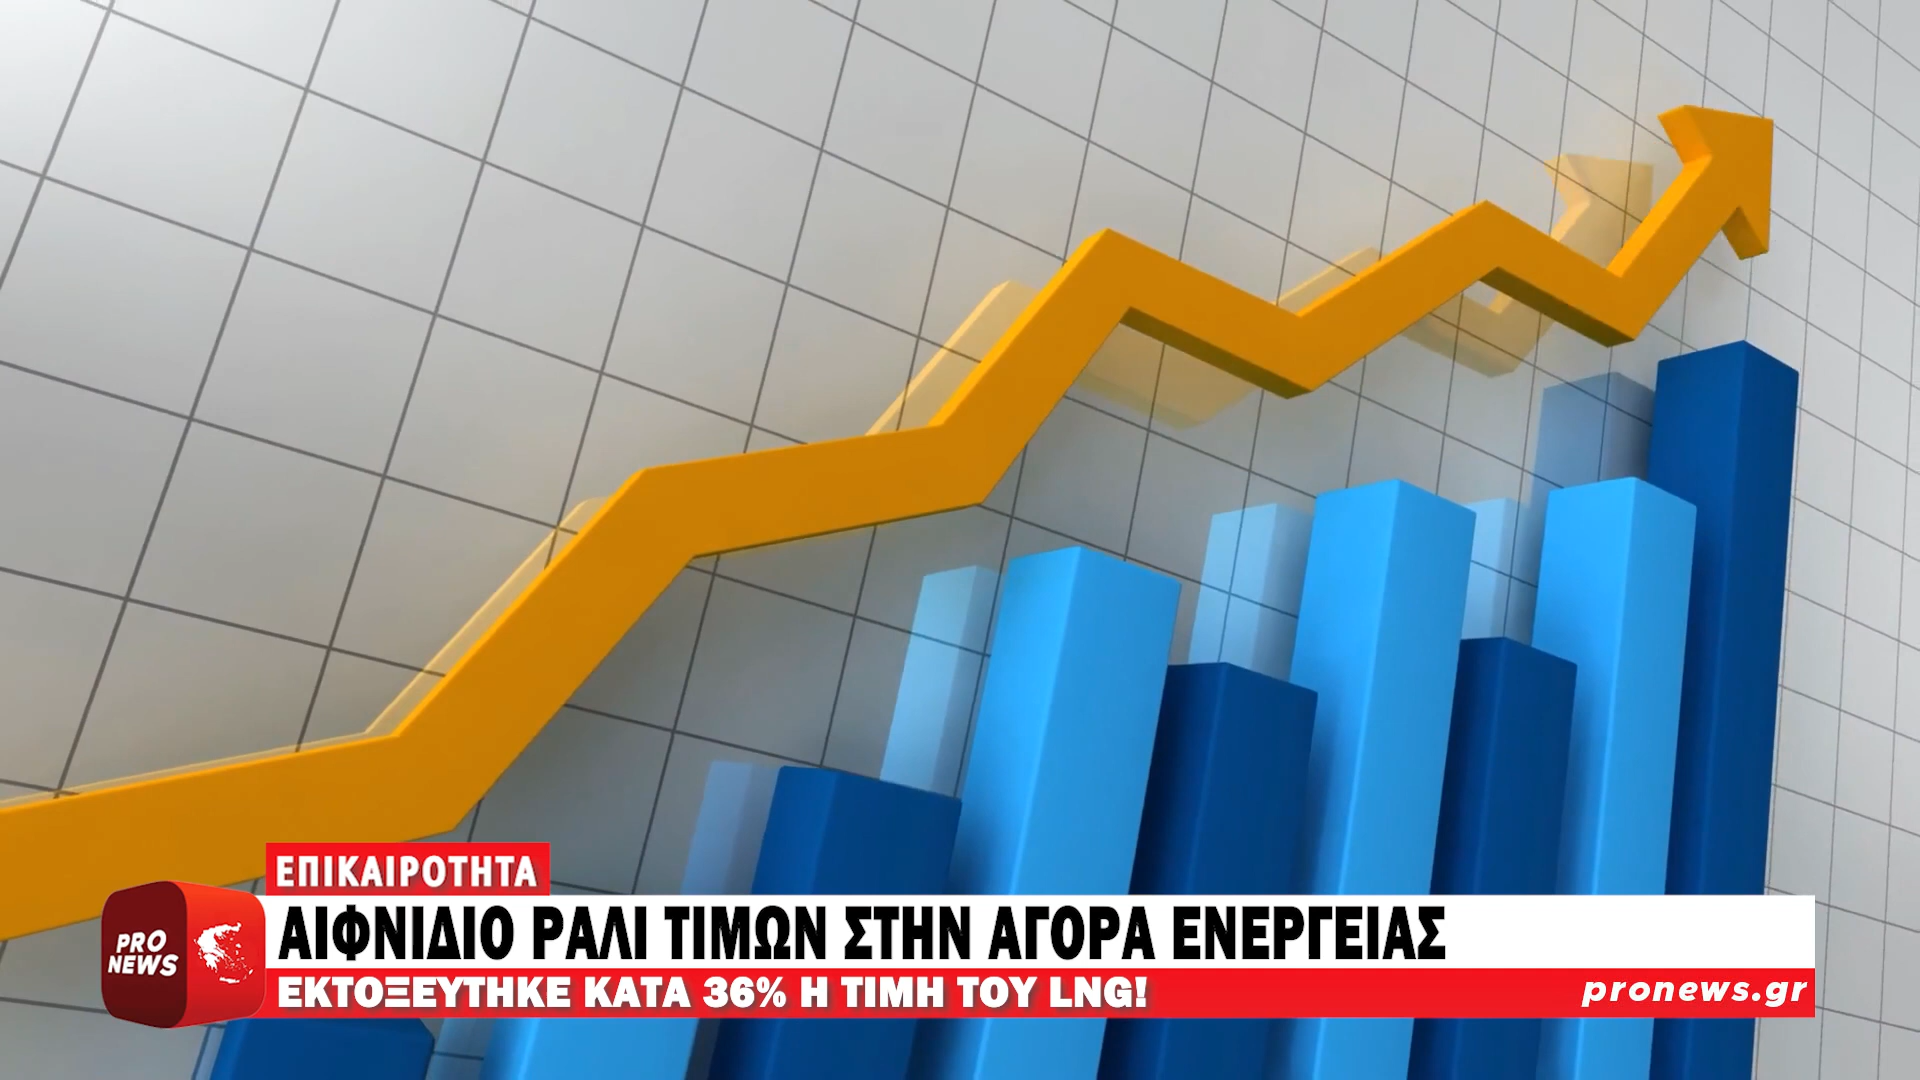 ΕΠΙΚΑΙΡΟΤΗΤΑ
ΑΙΦΝΙΔΙΟ ΡΑΛΙ ΤΙΜΩΝ ΣΤΗΝ ΑΓΟΡΑ ΕΝΕΡΓΕΙΑΣ
PRO
NEWS
ΕΚΤΟΞΕΥΤΗΚΕ ΚΑΤΑ 36% Η ΤΙΜΗ ΤΟΥ LNG!
pronews.gr